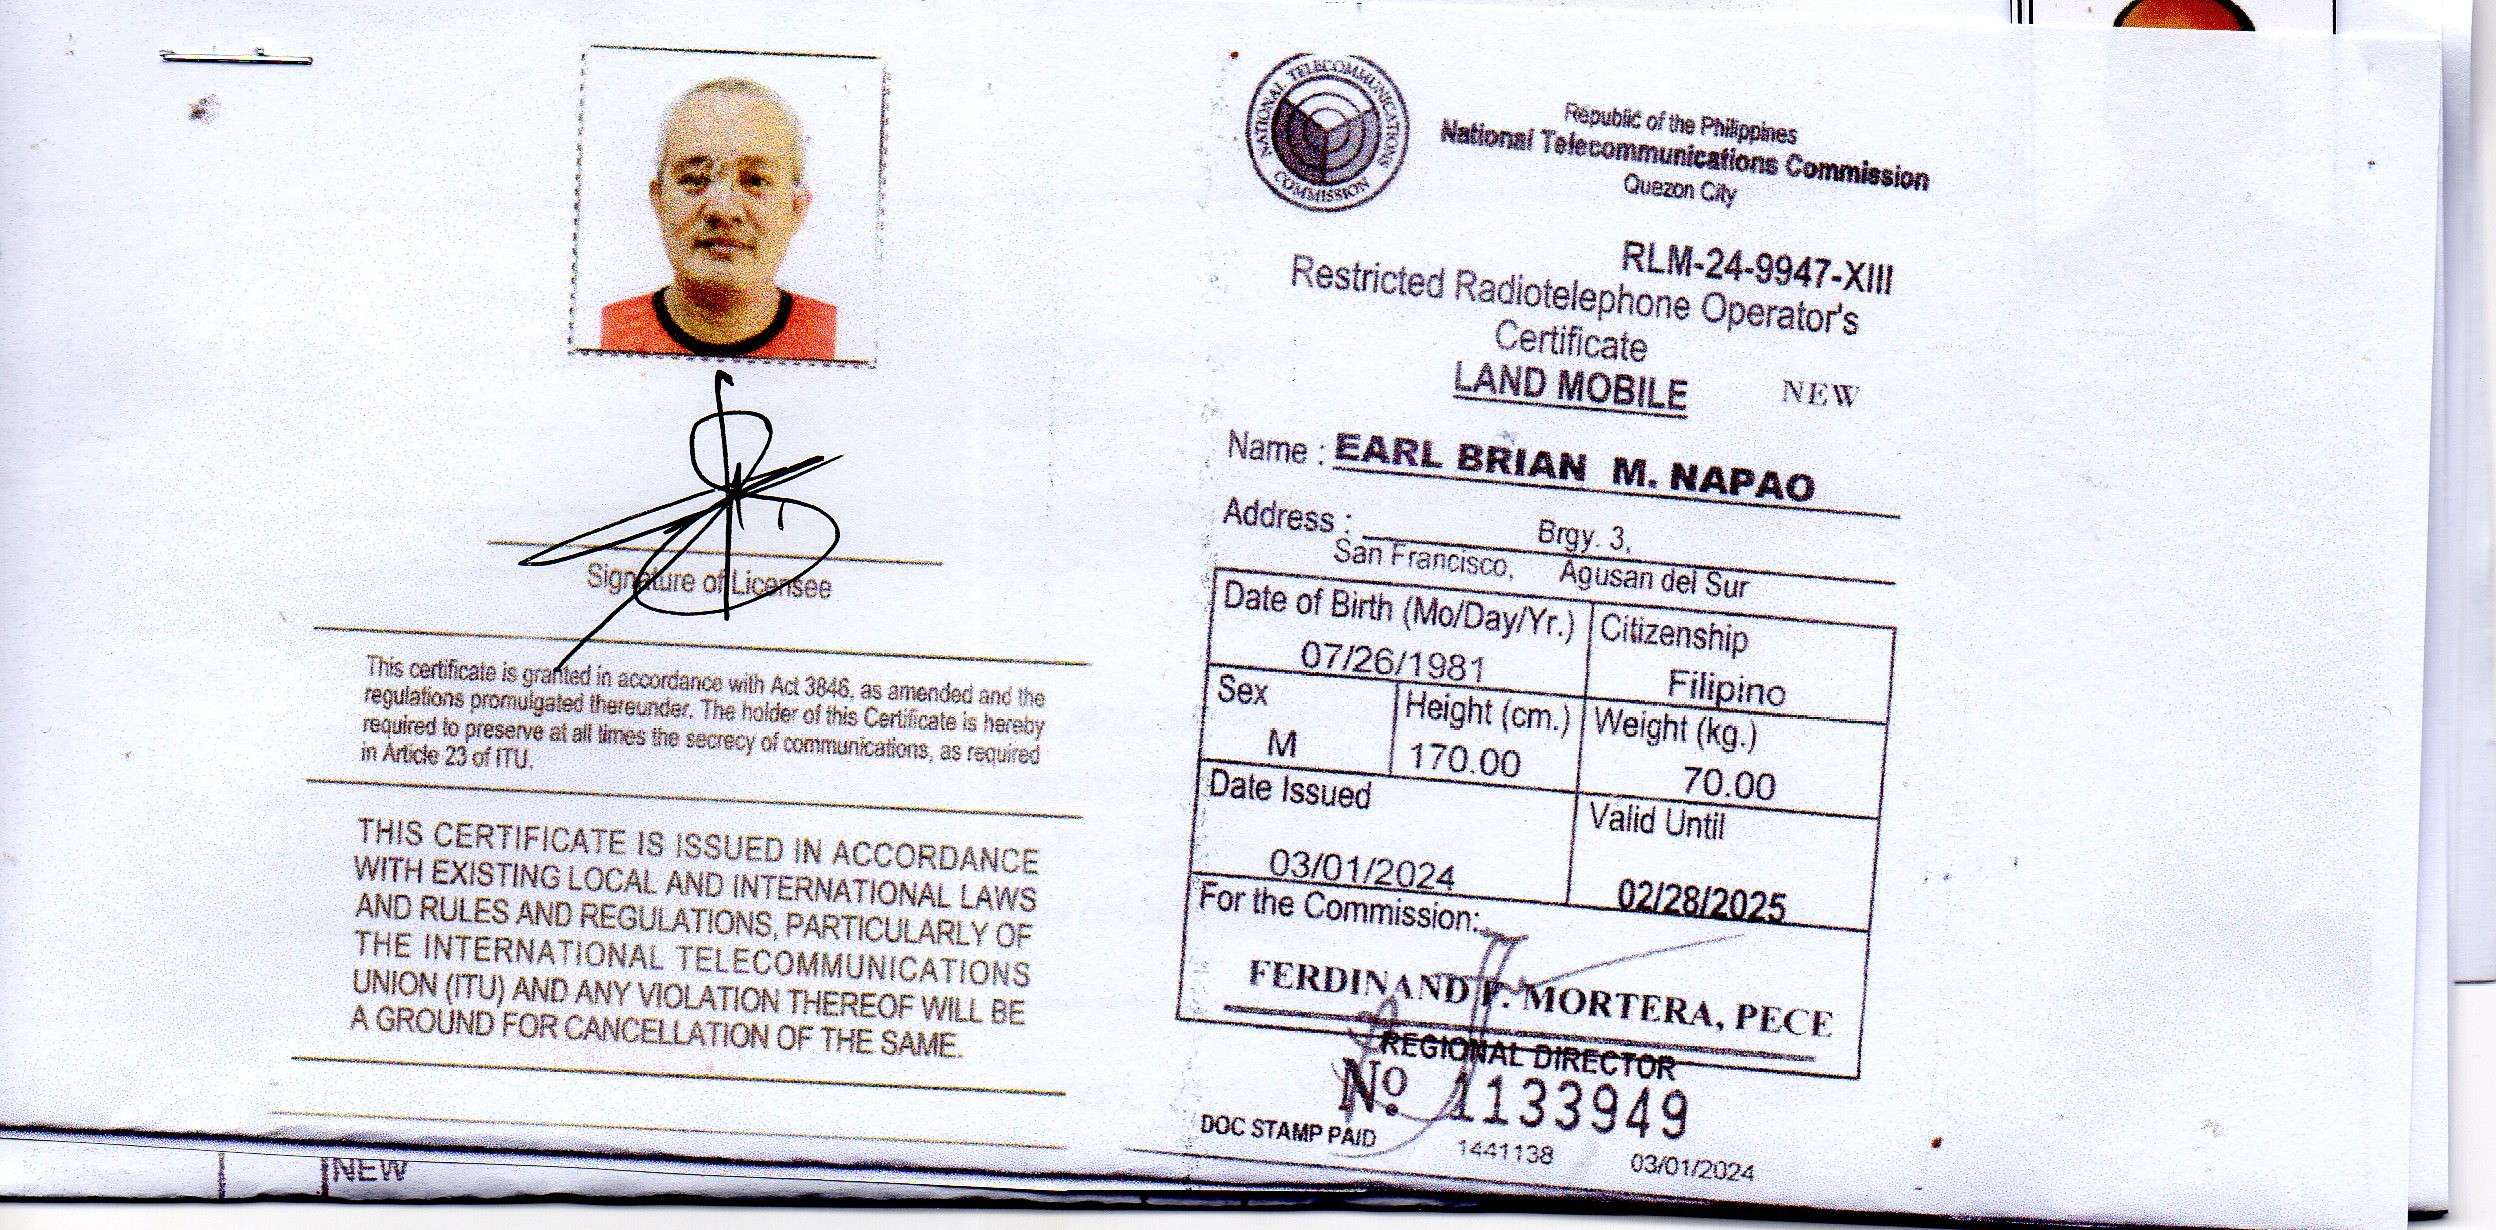 Signature of Licensee
This certificate is granted in accordance with Act 3846, as amended and the
regulations promulgated thereunder. The holder of this Certificate is hereby
required to preserve at all times the secrecy of communications, as required
in Article 23 of ITU.
THIS CERTIFICATE IS ISSUED IN ACCORDANCE
WITH EXISTING LOCAL AND INTERNATIONAL LAWS
AND RULES AND REGULATIONS, PARTICULARLY OF
THE INTERNATIONAL TELECOMMUNICATIONS
UNION (ITU) AND ANY VIOLATION THEREOF WILL BE
A GROUND FOR CANCELLATION OF THE SAME.
NEW
NATIONAL TELECOMMUNICATIONS COMMISSION
Republic of the Philippines
National Telecommunications Commission
Quezon City
RLM-24-9947-XIII
Restricted Radiotelephone Operator's
Certificate
LAND MOBILE NEW
Name : EARL BRIAN M. NAPAO
Address : Brgy. 3,
San Francisco, Agusan del Sur
Date of Birth (Mo/Day/Yr.) Citizenship
07/26/1981 Filipino
Sex Height (cm.) Weight (kg.)
M 170.00 70.00
Date Issued Valid Until
03/01/2024 02/28/2025
For the Commission:
FERDINAND F. MORTERA, PECE
REGIONAL DIRECTOR
No. 1133949
DOC STAMP PAID 1441138 03/01/2024